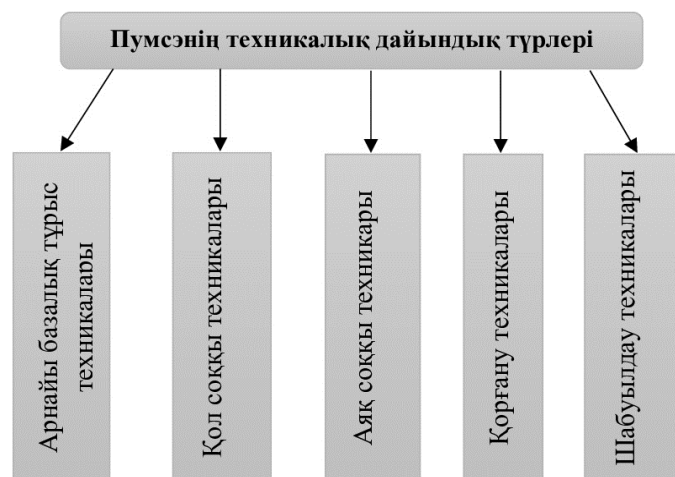 Пумсэнің техникалық дайындық түрлері
Арнайы базалық тұрыс
техникалары
Қол соққы техникалары
Аяқ соққы техникары
Қорғану техникалары
Шабуылдау техникалары